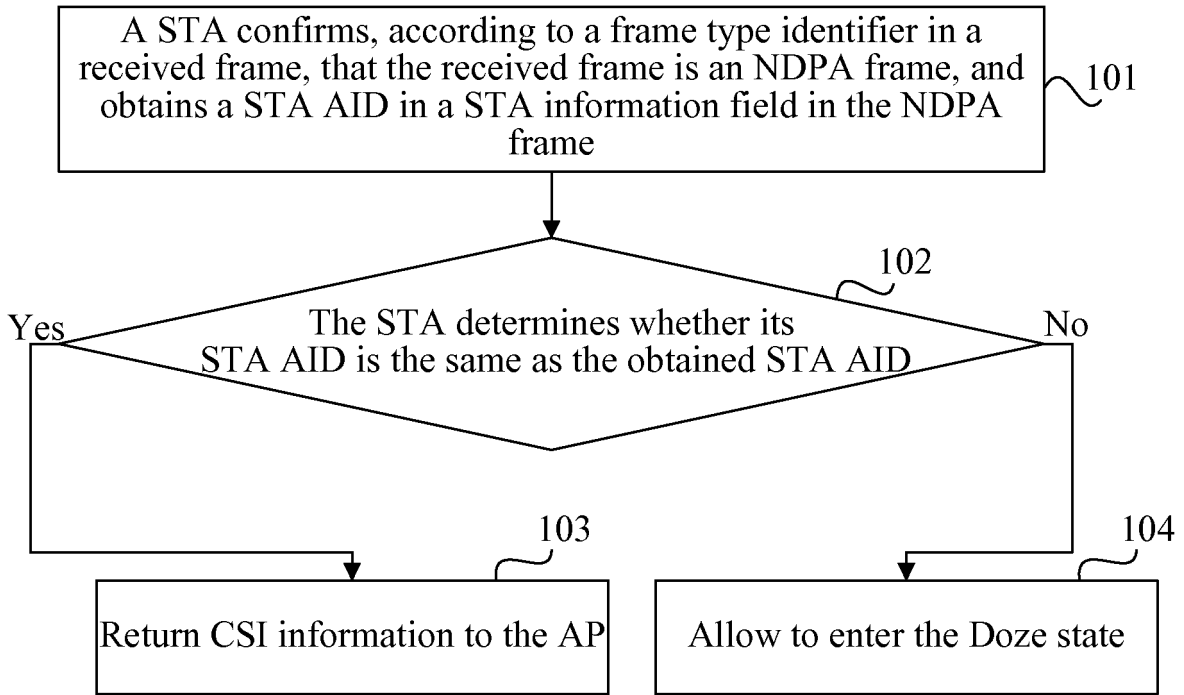 A STA confirms, according to a frame type identifier in a
received frame, that the received frame is an NDPA frame, and
obtains a STA AID in a STA information field in the NDPA
frame
101
102
Yes
The STA determines whether its
STA AID is the same as the obtained STA AID
No
103
104
Return CSI information to the AP
Allow to enter the Doze state